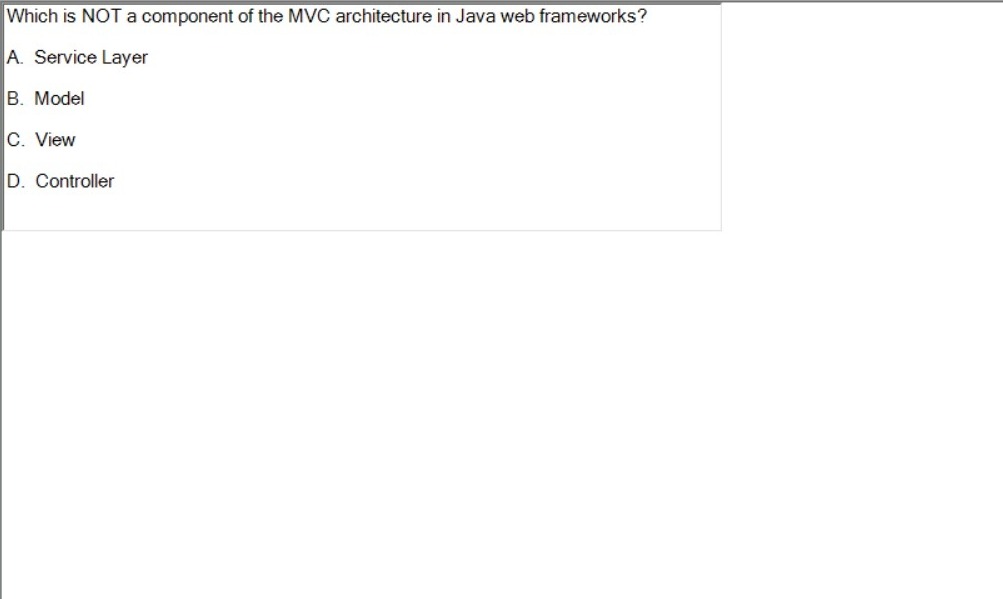 Which is NOT a component of the MVC architecture in Java web frameworks?
A. Service Layer
B. Model
C. View
D. Controller